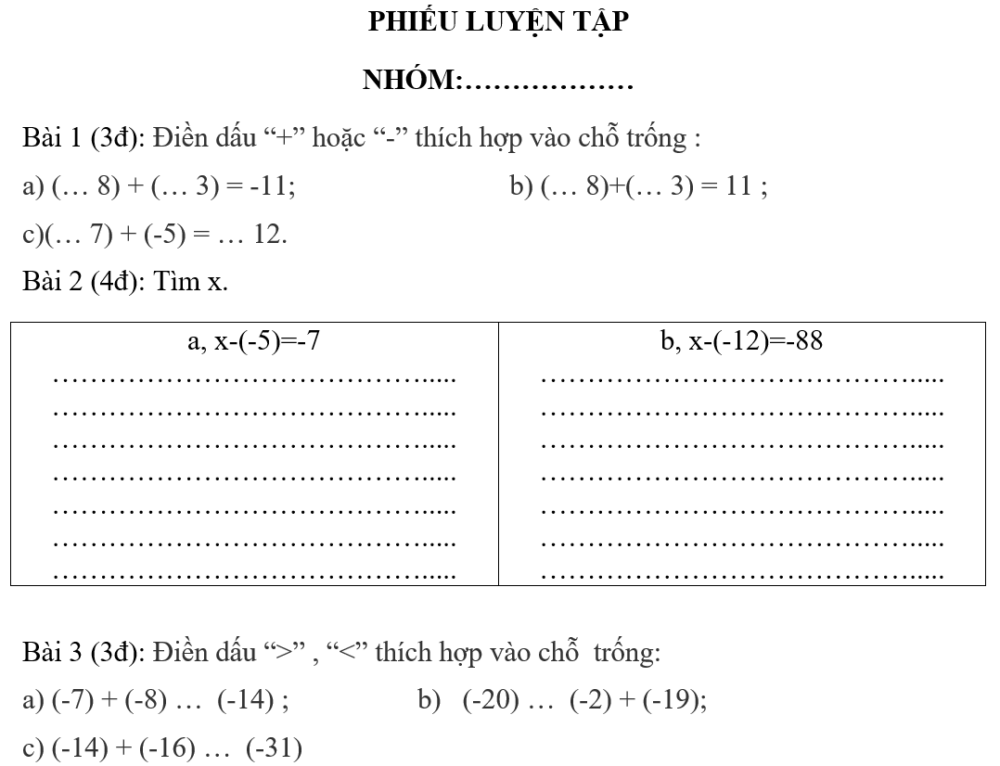 PHIẾU LUYỆN TẬP
NHÓM:………………
Bài 1 (3đ): Điền dấu “+” hoặc “-” thích hợp vào chỗ trống :
a) (… 8) + (… 3) = -11; b) (… 8)+(… 3) = 11 ;
c)(… 7) + (-5) = … 12.
Bài 2 (4đ): Tìm x.
a, x-(-5)=-7 b, x-(-12)=-88
……………………………………..... …………………………………….....
……………………………………..... …………………………………….....
……………………………………..... …………………………………….....
……………………………………..... …………………………………….....
……………………………………..... …………………………………….....
……………………………………..... …………………………………….....
……………………………………..... …………………………………….....
Bài 3 (3đ): Điền dấu “>” , “<” thích hợp vào chỗ trống:
a) (-7) + (-8) … (-14) ; b) (-20) … (-2) + (-19);
c) (-14) + (-16) … (-31)